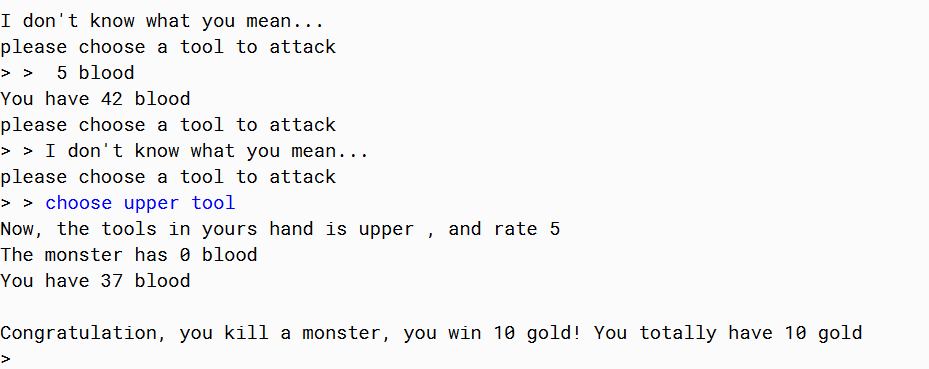 I don't know what you mean...
please choose a tool to attack
> >  5 blood
You have 42 blood
please choose a tool to attack
> > I don't know what you mean...
please choose a tool to attack
> > choose upper tool
Now, the tools in yours hand is upper , and rate 5
The monster has 0 blood
You have 37 blood

Congratulation, you kill a monster, you win 10 gold! You totally have 10 gold
>